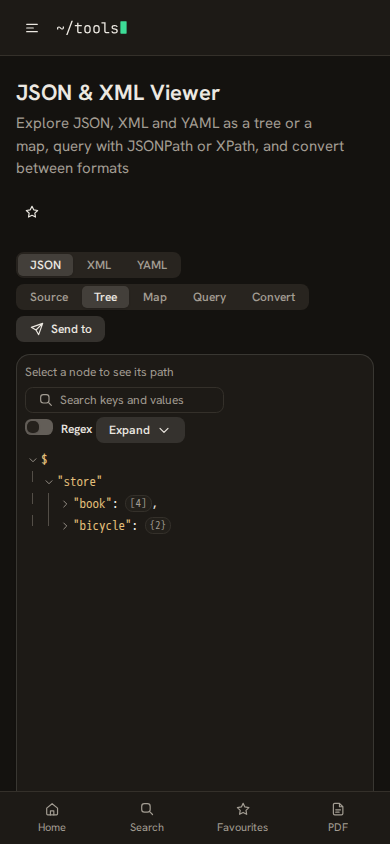 ~/tools
JSON & XML Viewer
Explore JSON, XML and YAML as a tree or a
map, query with JSONPath or XPath, and convert
between formats
JSON XML YAML
Source Tree Map Query Convert
Send to
Select a node to see its path
Search keys and values
Regex Expand
$
"store"
"book": [4],
"bicycle": {2}
Home Search Favourites PDF